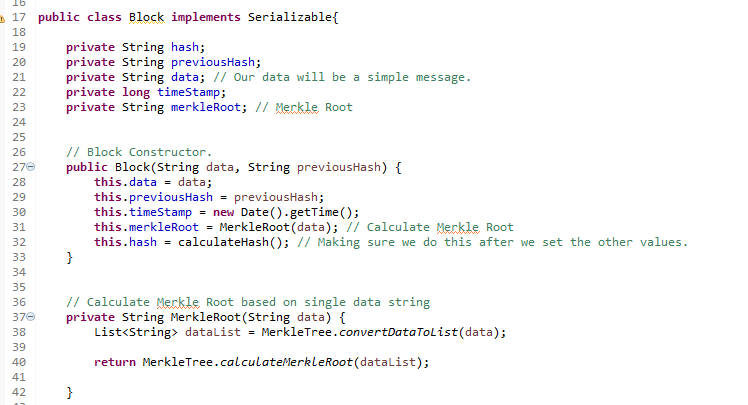 16
17 public class Block implements Serializable{
18
19     private String hash;
20     private String previousHash;
21     private String data; // Our data will be a simple message.
22     private long timeStamp;
23     private String merkleRoot; // Merkle Root
24
25
26     // Block Constructor.
27     public Block(String data, String previousHash) {
28         this.data = data;
29         this.previousHash = previousHash;
30         this.timeStamp = new Date().getTime();
31         this.merkleRoot = MerkleRoot(data); // Calculate Merkle Root
32         this.hash = calculateHash(); // Making sure we do this after we set the other values.
33     }
34
35
36     // Calculate Merkle Root based on single data string
37     private String MerkleRoot(String data) {
38         List<String> dataList = MerkleTree.convertDataToList(data);
39
40         return MerkleTree.calculateMerkleRoot(dataList);
41
42     }